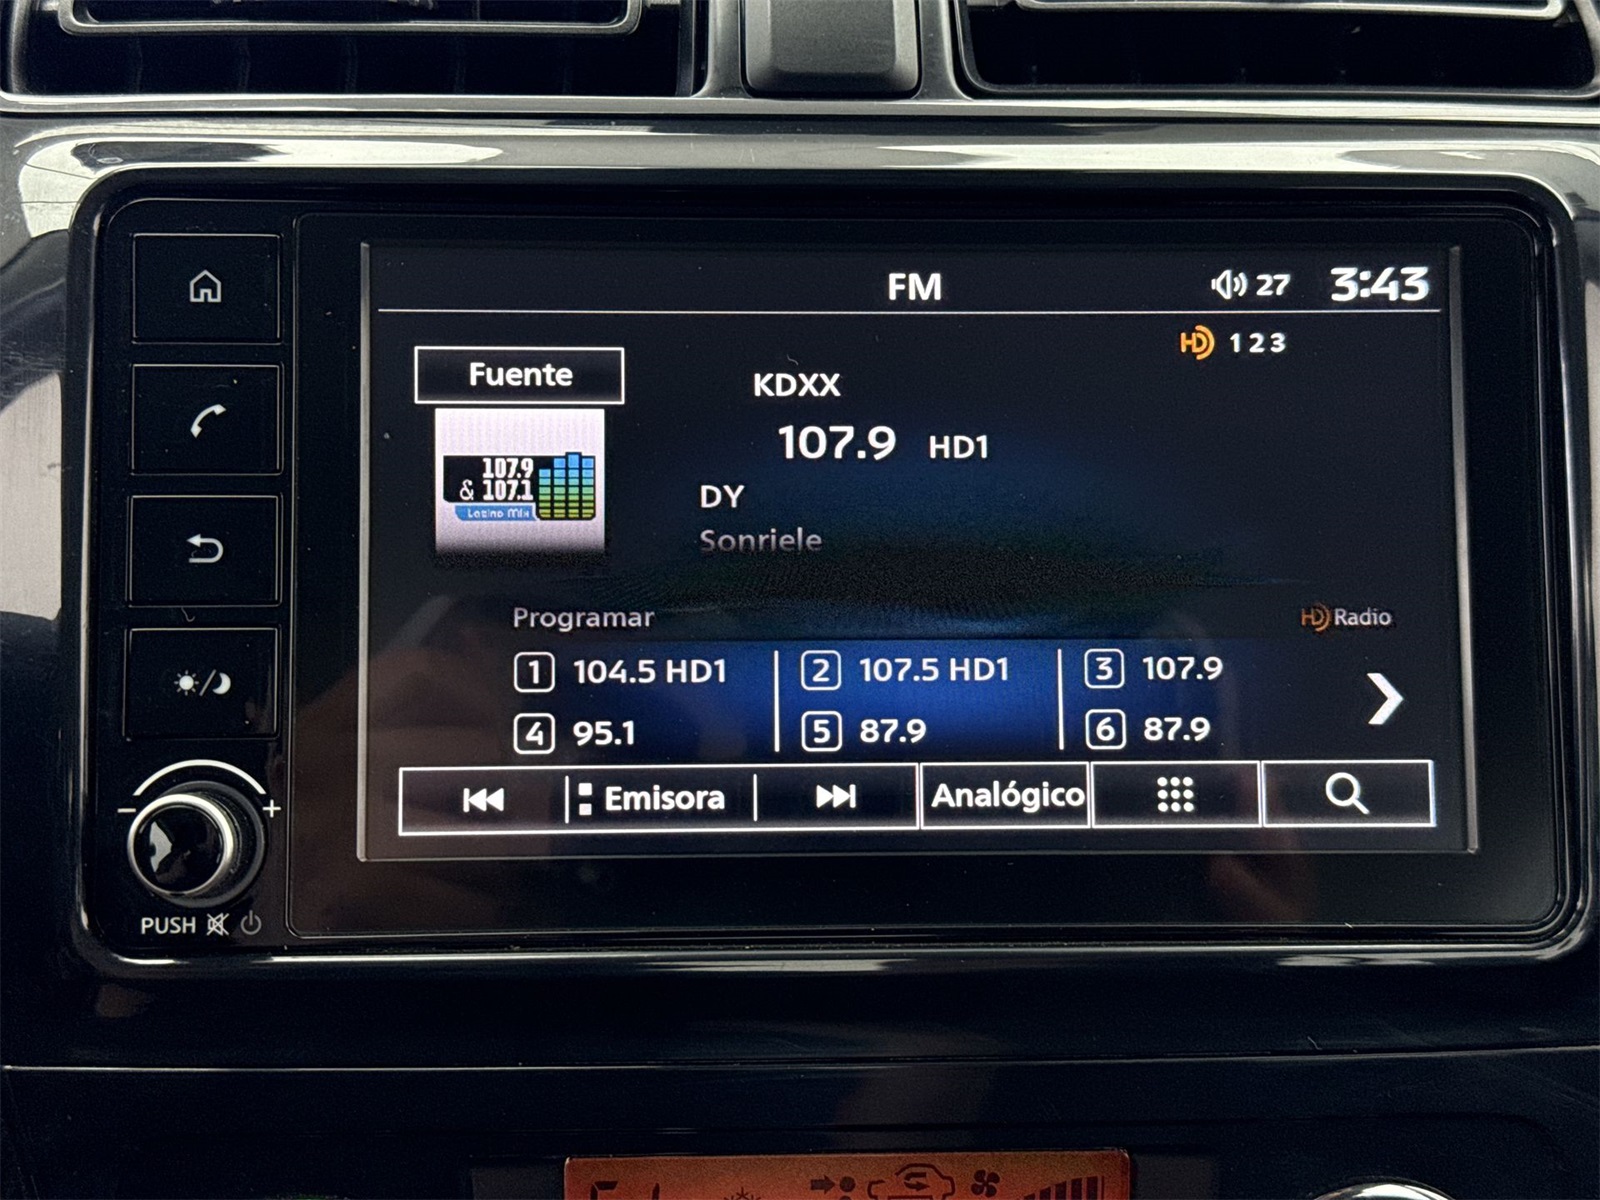 FM 27 3:43
HD 1 2 3
Fuente
KDXX
107.9 HD1
107.9
& 107.1
Latino Mix
DY
Sonriele
Programar
HD Radio
1 104.5 HD1 2 107.5 HD1 3 107.9
4 95.1 5 87.9 6 87.9
Emisora Analógico
- +
PUSH